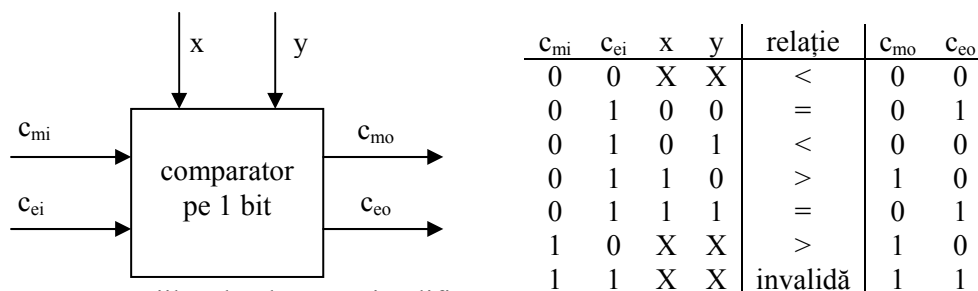 x y
c_mi c_mo
comparator
pe 1 bit
c_ei c_eo
c_mi c_ei x y relație c_mo c_eo
0 0 X X < 0 0
0 1 0 0 = 0 1
0 1 0 1 < 0 0
0 1 1 0 > 1 0
0 1 1 1 = 0 1
1 0 X X > 1 0
1 1 X X invalidă 1 1